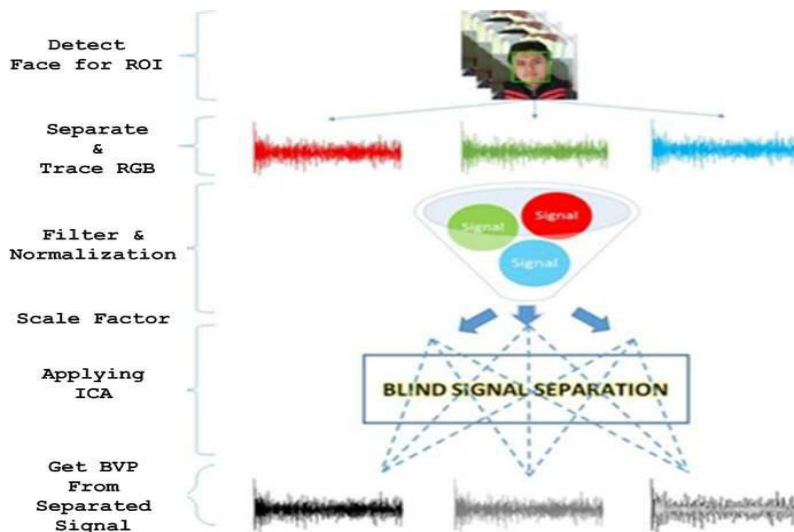 Detect
Face for ROI
Separate
&
Trace RGB
Filter &
Normalization
Signal
Signal
Signal
Scale Factor
Applying
ICA
BLIND SIGNAL SEPARATION
Get BVP
From
Separated
Signal